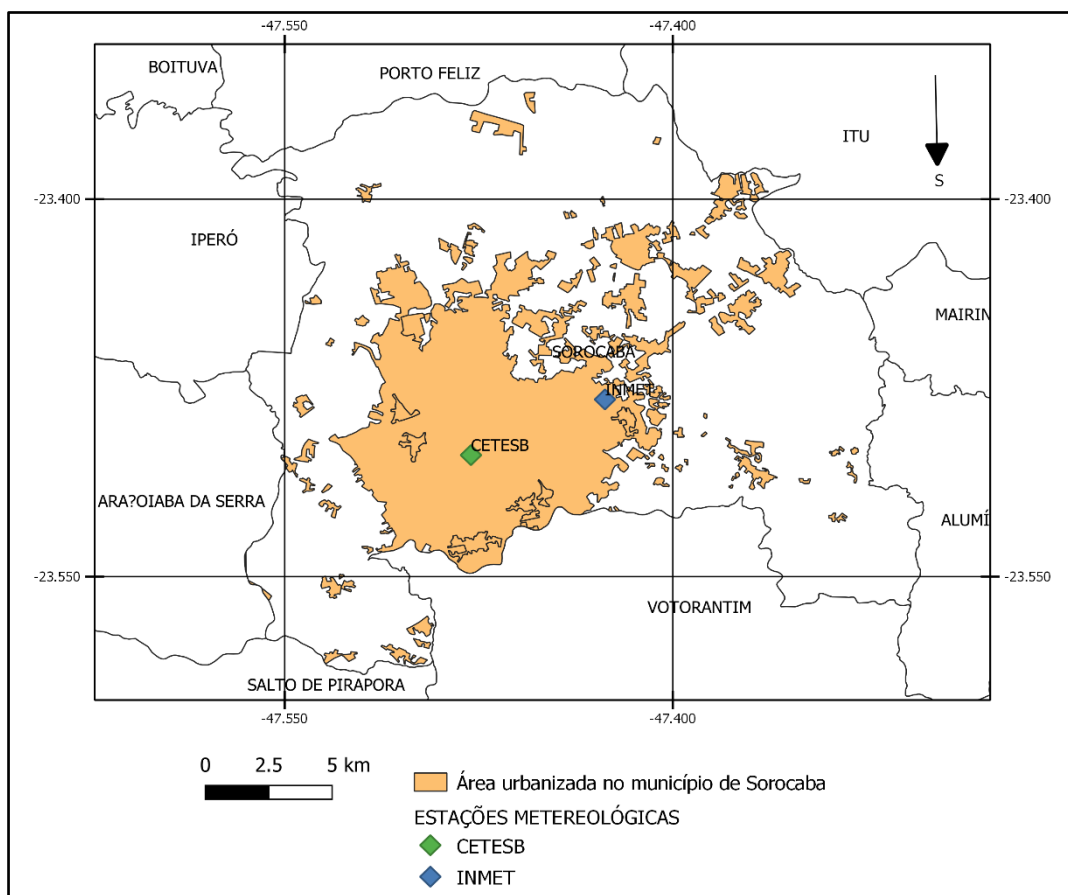 -47.550
-47.400
BOITUVA
PORTO FELIZ
ITU
S
-23.400
-23.400
IPERÓ
MAIRIN
SOROCABA
INMET
CETESB
ARA?OIABA DA SERRA
ALUMÍ
-23.550
-23.550
VOTORANTIM
SALTO DE PIRAPORA
-47.550
-47.400
0 2.5 5 km
Área urbanizada no município de Sorocaba
ESTAÇÕES METEREOLÓGICAS
CETESB
INMET